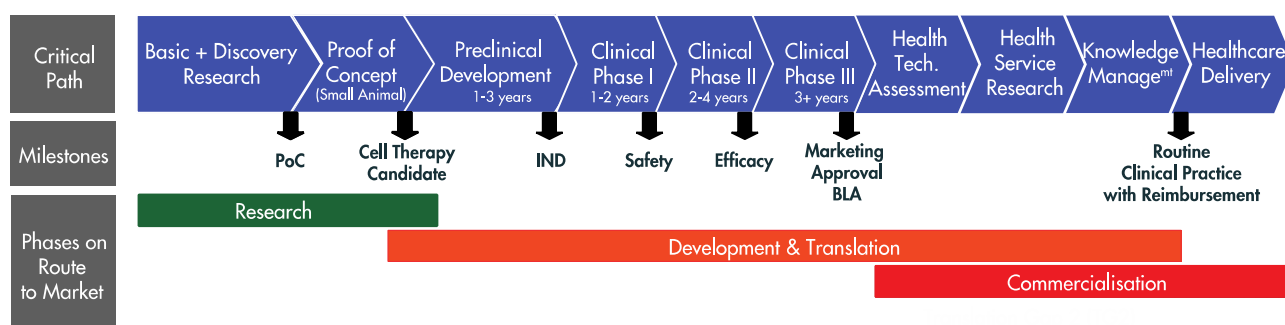 Critical
Path
Basic + Discovery
Research
Proof of
Concept
(Small Animal)
Preclinical
Development
1-3 years
Clinical
Phase I
1-2 years
Clinical
Phase II
2-4 years
Clinical
Phase III
3+ years
Health
Tech.
Assessment
Health
Service
Research
Knowledge
Manageᵐᵗ
Healthcare
Delivery
Milestones
PoC
Cell Therapy
Candidate
IND
Safety
Efficacy
Marketing
Approval
BLA
Routine
Clinical Practice
with Reimbursement
Phases on
Route
to Market
Research
Development & Translation
Commercialisation